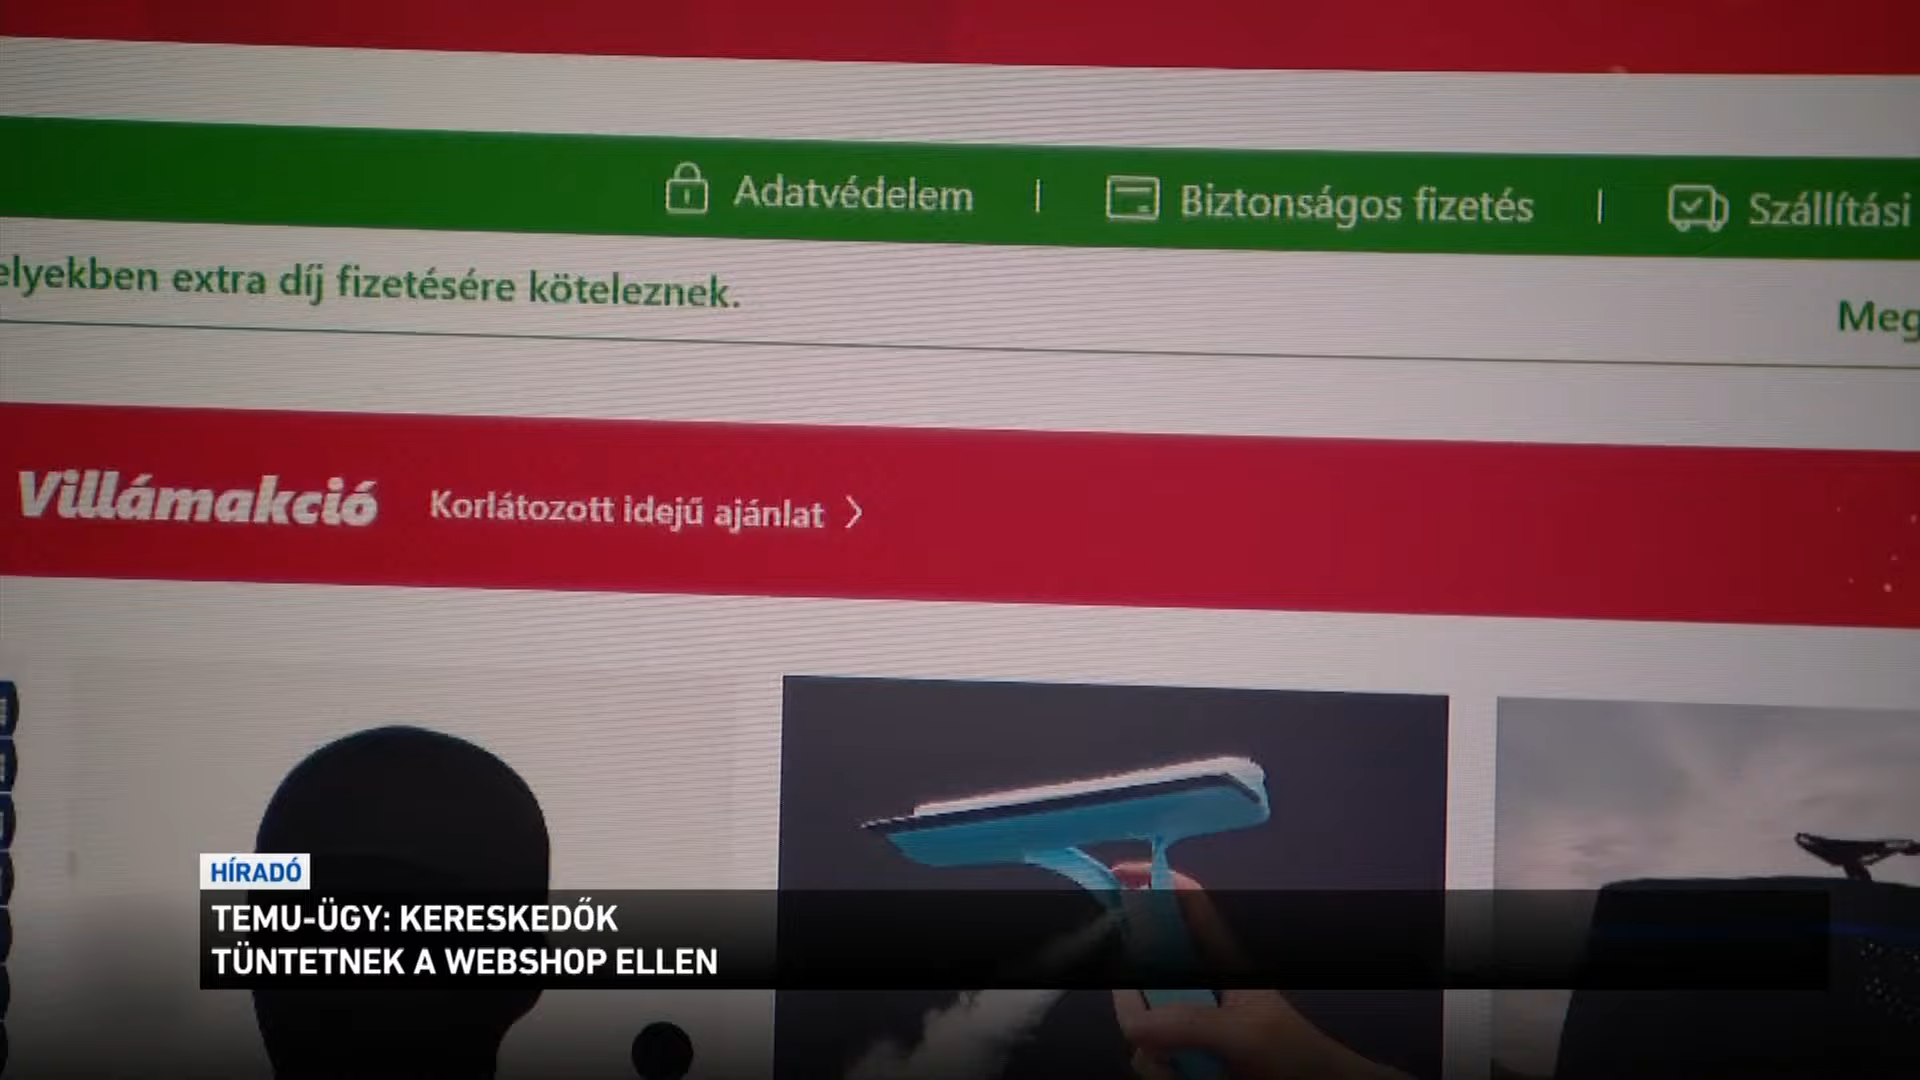 Adatvédelem | Biztonságos fizetés | Szállítási
elyekben extra díj fizetésére köteleznek.
Meg
Villámakció Korlátozott idejű ajánlat >
HÍRADÓ
TEMU-ÜGY: KERESKEDŐK
TÜNTETNEK A WEBSHOP ELLEN